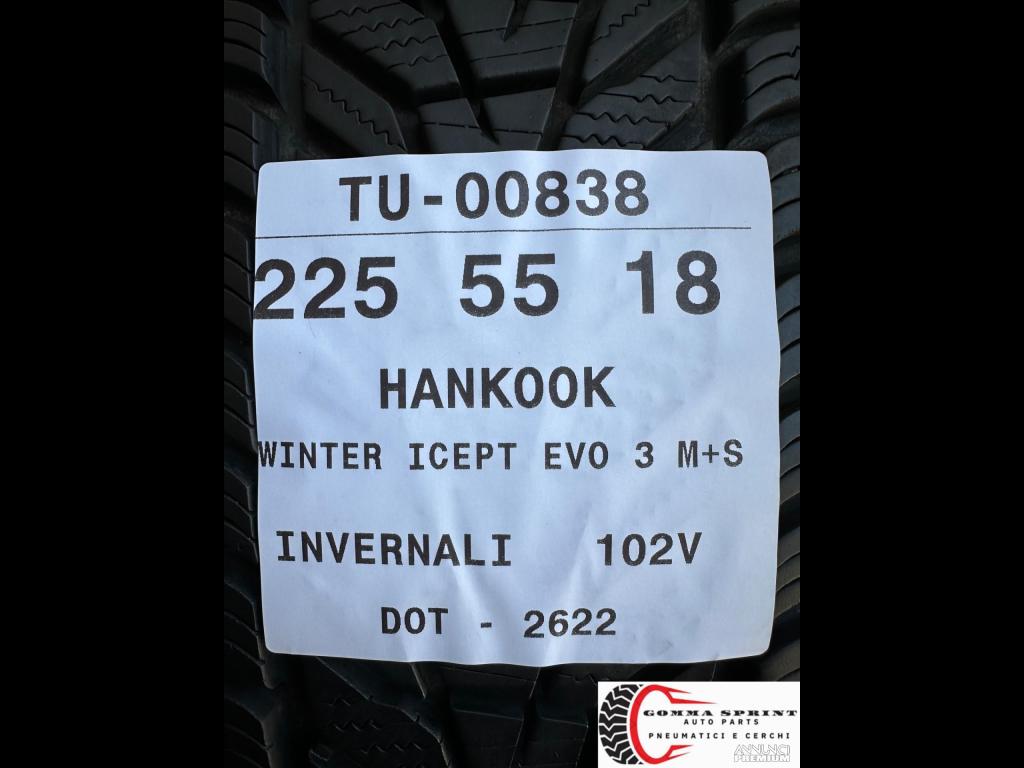 TU-00838
225 55 18
HANKOOK
WINTER ICEPT EVO 3 M+S
INVERNALI 102V
DOT - 2622
GOMMA SPRINT
AUTO PARTS
PNEUMATICI E CERCHI
ANNUNCI
PREMIUM